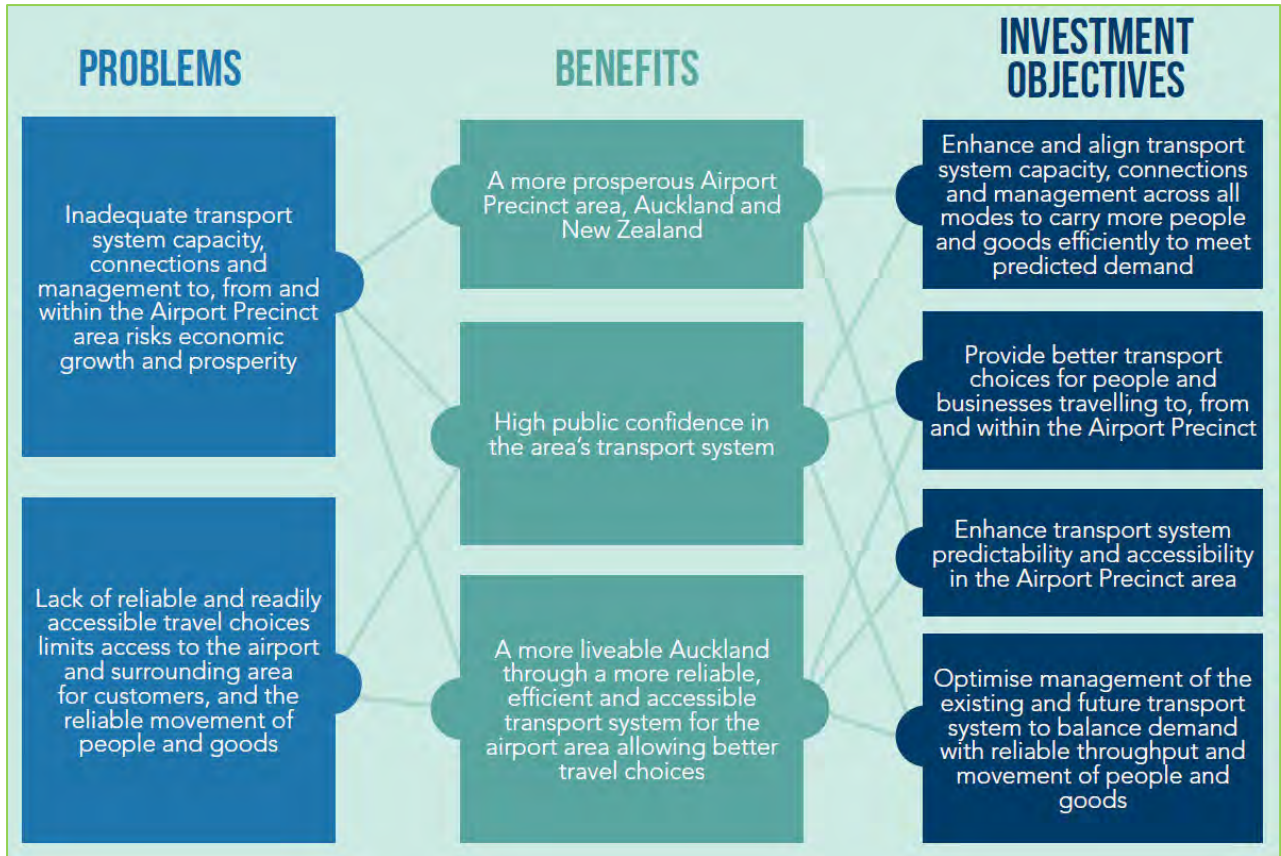 PROBLEMS
Inadequate transport
system capacity,
connections and
management to, from and
within the Airport Precinct
area risks economic
growth and prosperity
Lack of reliable and readily
accessible travel choices
limits access to the airport
and surrounding area
for customers, and the
reliable movement of
people and goods
BENEFITS
A more prosperous Airport
Precinct area, Auckland and
New Zealand
High public confidence in
the area’s transport system
A more liveable Auckland
through a more reliable,
efficient and accessible
transport system for the
airport area allowing better
travel choices
INVESTMENT
OBJECTIVES
Enhance and align transport
system capacity, connections
and management across all
modes to carry more people
and goods efficiently to meet
predicted demand
Provide better transport
choices for people and
businesses travelling to, from
and within the Airport Precinct
Enhance transport system
predictability and accessibility
in the Airport Precinct area
Optimise management of the
existing and future transport
system to balance demand
with reliable throughput and
movement of people and
goods